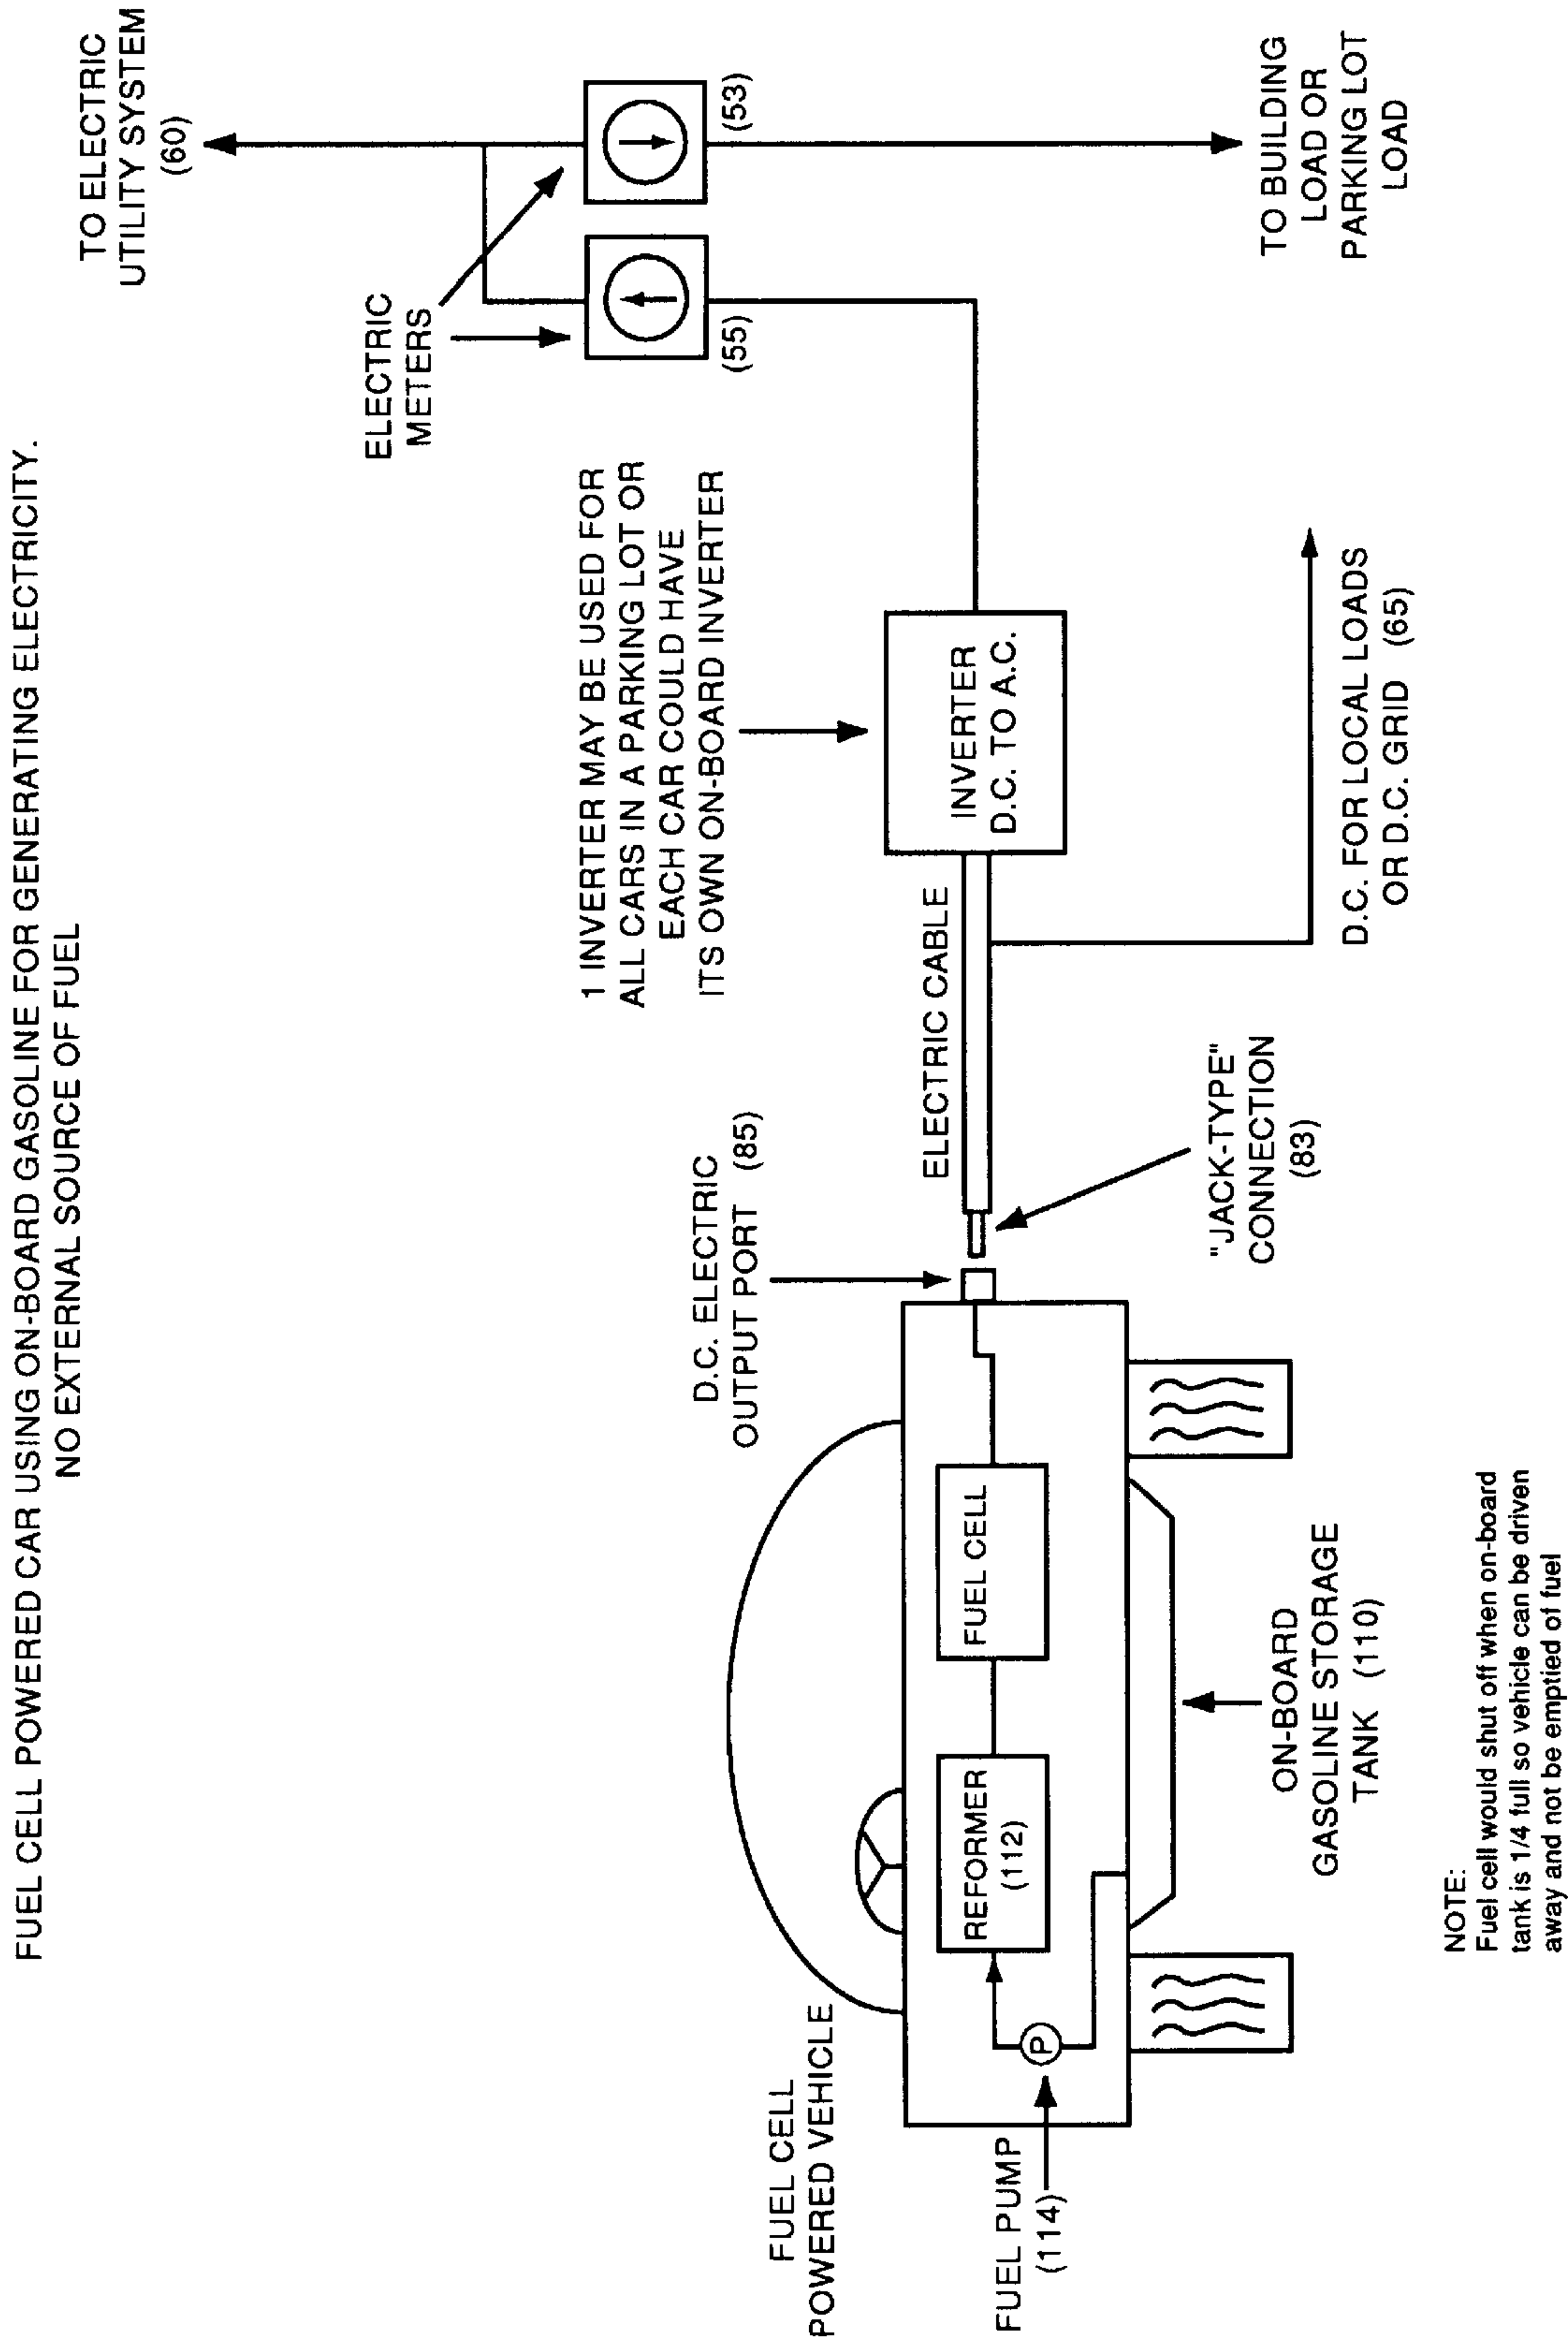 FUEL CELL POWERED CAR USING ON-BOARD GASOLINE FOR GENERATING ELECTRICITY.
NO EXTERNAL SOURCE OF FUEL
TO ELECTRIC
UTILITY SYSTEM
(60)
ELECTRIC
METERS
(55)
(53)
1 INVERTER MAY BE USED FOR
ALL CARS IN A PARKING LOT OR
EACH CAR COULD HAVE
ITS OWN ON-BOARD INVERTER
D.C. ELECTRIC
OUTPUT PORT (85)
FUEL CELL
POWERED VEHICLE
ELECTRIC CABLE
INVERTER
D.C. TO A.C.
REFORMER
(112)
FUEL CELL
P
FUEL PUMP
(114)
"JACK-TYPE"
CONNECTION
(83)
TO BUILDING
LOAD OR
PARKING LOT
LOAD
ON-BOARD
GASOLINE STORAGE
TANK (110)
D.C. FOR LOCAL LOADS
OR D.C. GRID (65)
NOTE:
Fuel cell would shut off when on-board
tank is 1/4 full so vehicle can be driven
away and not be emptied of fuel